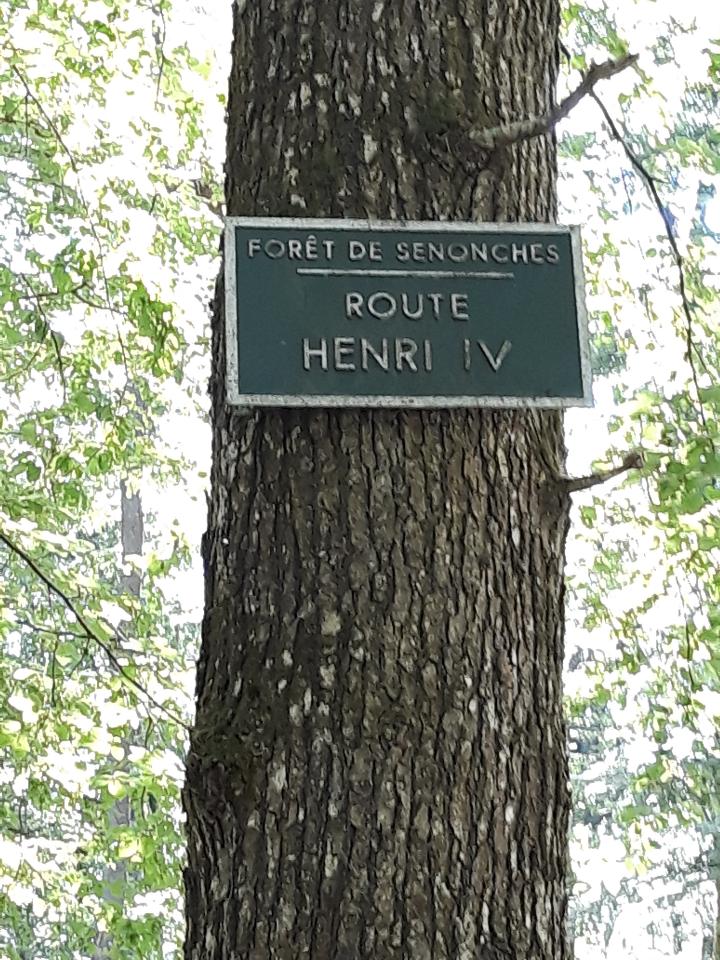 FORÊT DE SENONCHES
ROUTE
HENRI IV